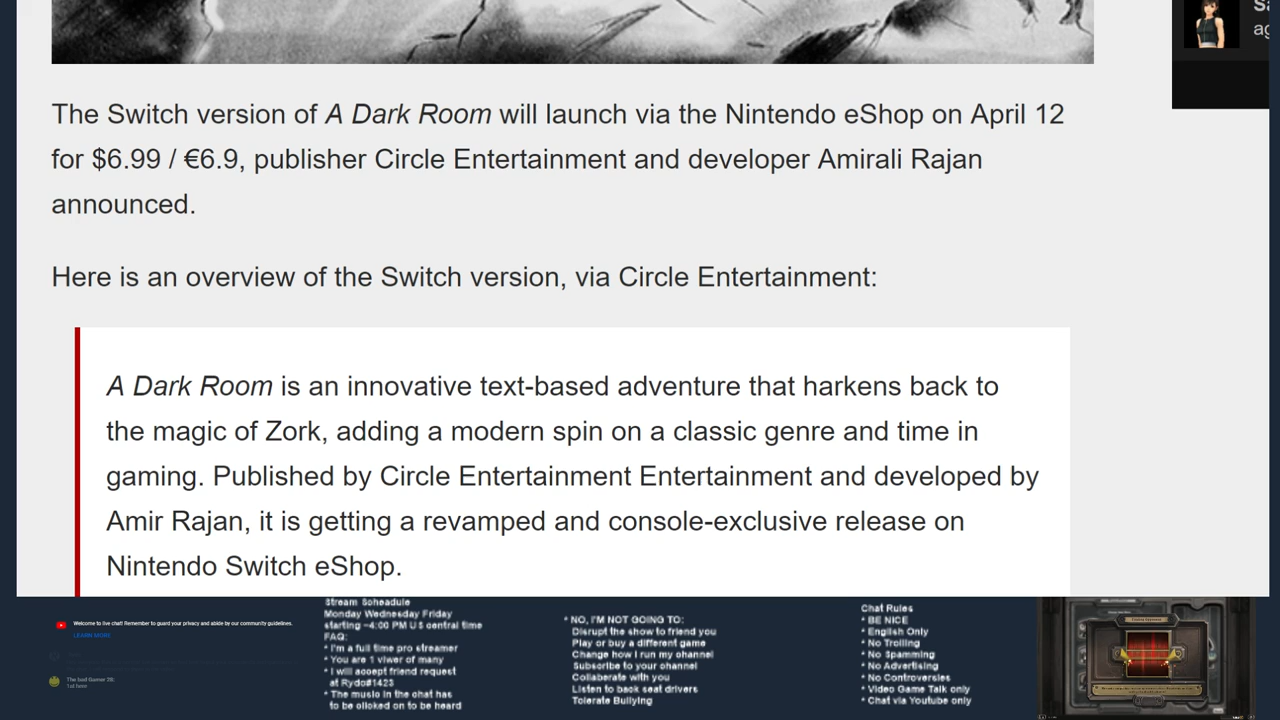 The Switch version of A Dark Room will launch via the Nintendo eShop on April 12
for $6.99 / €6.9, publisher Circle Entertainment and developer Amirali Rajan
announced.
Here is an overview of the Switch version, via Circle Entertainment:
A Dark Room is an innovative text-based adventure that harkens back to
the magic of Zork, adding a modern spin on a classic genre and time in
gaming. Published by Circle Entertainment Entertainment and developed by
Amir Rajan, it is getting a revamped and console-exclusive release on
Nintendo Switch eShop.
Welcome to live chat! Remember to guard your privacy and abide by our community guidelines.
LEARN MORE
The bad Gamer 28:
Stream Schedule
Monday Wednesday Friday
starting ~4:00 PM US central time
FAQ:
* I'm a full time pro streamer
* You are 1 viwer of many
* I will accept friend request
at Rydo#1423
* The music in the chat has
to be clicked on to be heard
* NO, I'M NOT GOING TO:
Disrupt the show to friend you
Play or buy a different game
Change how I run my channel
Subscribe to your channel
Collaberate with you
Listen to back seat drivers
Tolerate Bullying
Chat Rules
* BE NICE
* English Only
* No Trolling
* No Spamming
* No Advertising
* No Controversies
* Video Game Talk only
* Chat via Youtube only